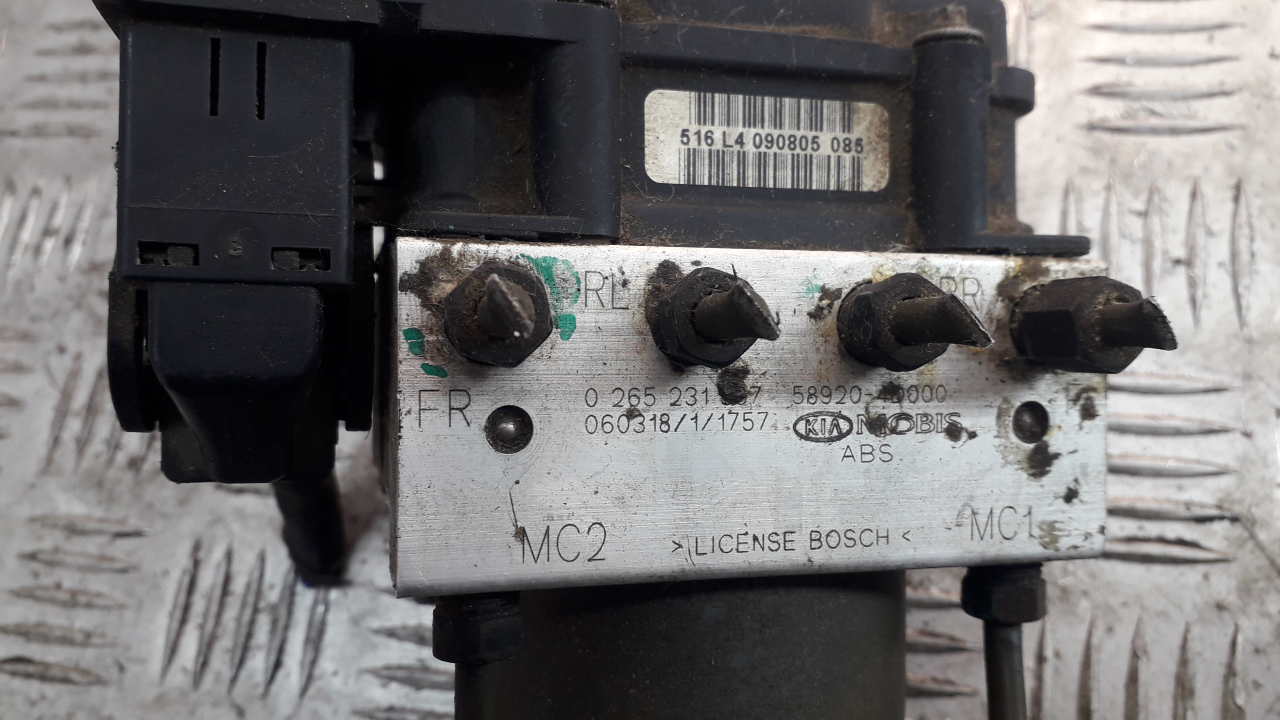 516 L4 090805 085
RL RR
FR
0 265 231 58920-
060318/1/1757 KIA MOBIS
ABS
MC2 >LICENSE BOSCH< MC1